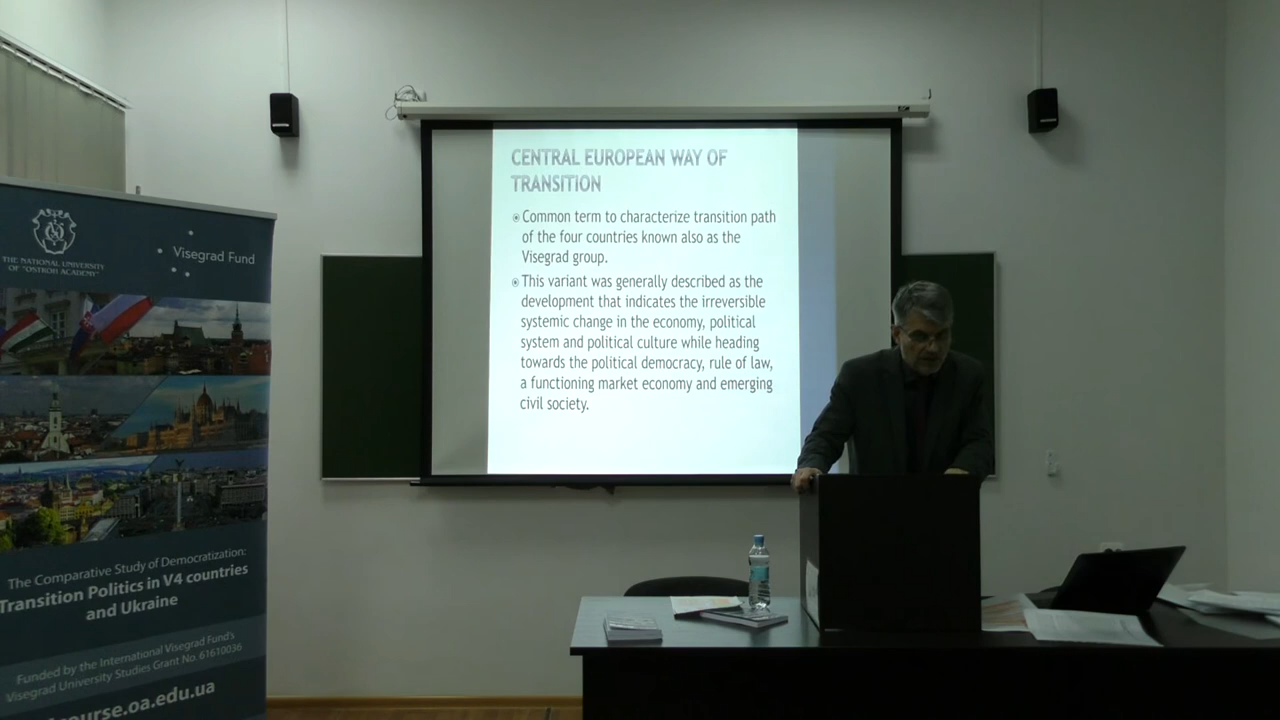 CENTRAL EUROPEAN WAY OF
TRANSITION
Common term to characterize transition path
of the four countries known also as the
Visegrad group.
This variant was generally described as the
development that indicates the irreversible
systemic change in the economy, political
system and political culture while heading
towards the political democracy, rule of law,
a functioning market economy and emerging
civil society.
THE NATIONAL UNIVERSITY
OF "OSTROH ACADEMY"
Visegrad Fund
The Comparative Study of Democratization:
Transition Politics in V4 countries
and Ukraine
Funded by the International Visegrad Fund's
Visegrad University Studies Grant No. 61610036
ourse.oa.edu.ua